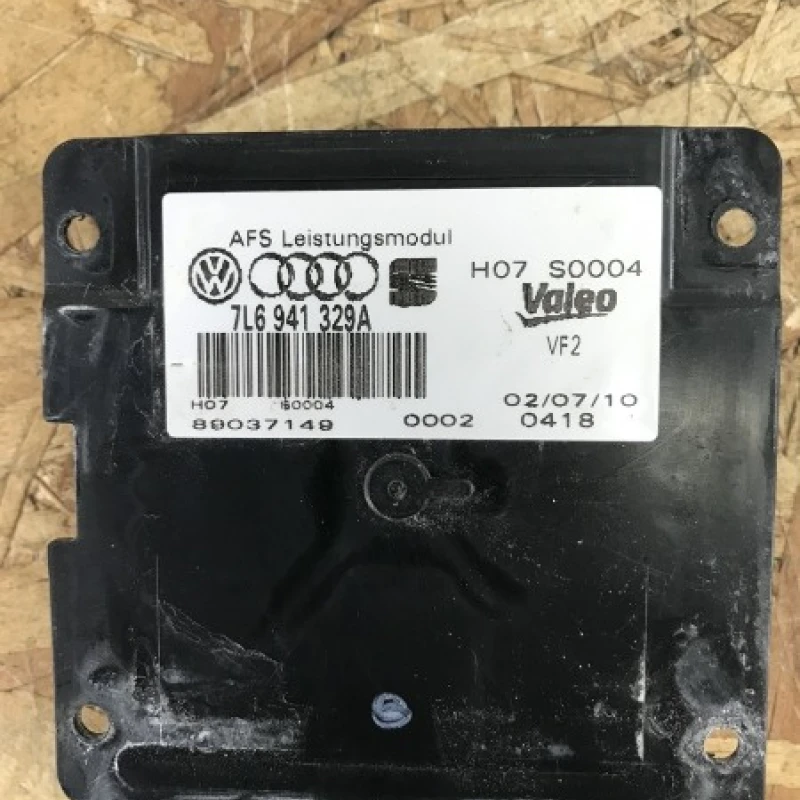 AFS Leistungsmodul
H07 S0004
Valeo
7L6 941 329A
VF2
H07 S0004
02/07/10
89037149 0002 0418